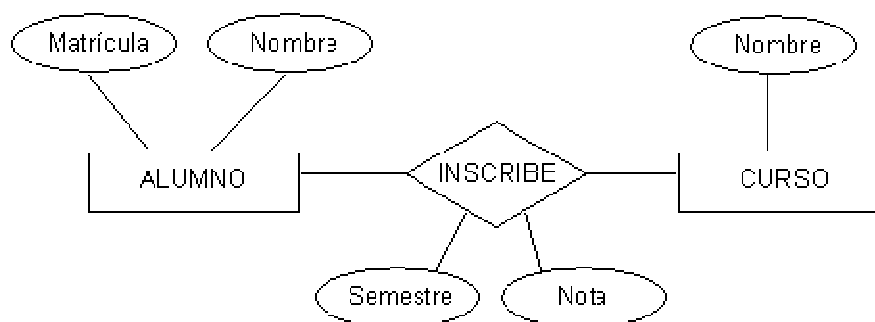 Matrícula
Nombre
Nombre
ALUMNO
INSCRIBE
CURSO
Semestre
Nota